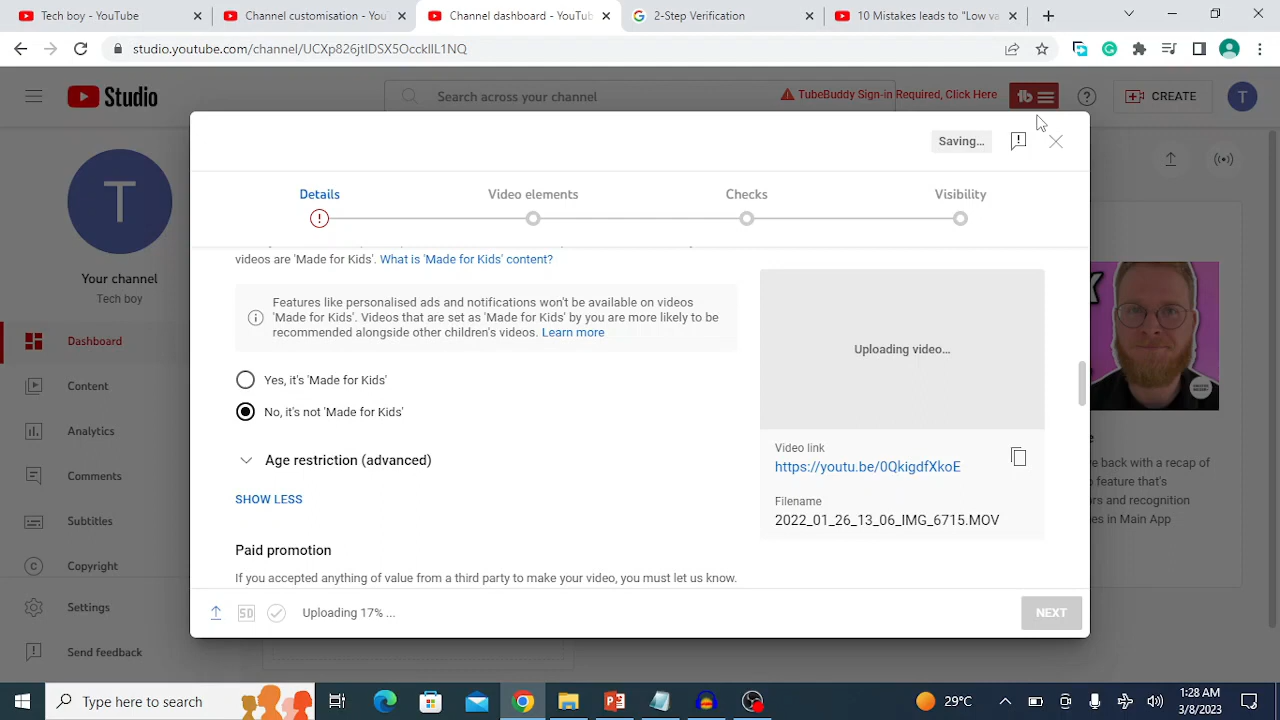 Tech boy - YouTube
Channel customisation - YouTub
Channel dashboard - YouTube
2-Step Verification
10 Mistakes leads to "Low va
studio.youtube.com/channel/UCXp826jtIDSX5OcckIlL1NQ
Studio
Search across your channel
TubeBuddy Sign-in Required, Click Here
CREATE
T
Saving...
Details
Video elements
Checks
Visibility
T
Your channel
Tech boy
Dashboard
Content
Analytics
Comments
Subtitles
Copyright
Settings
Send feedback
videos are 'Made for Kids'. What is 'Made for Kids' content?
Features like personalised ads and notifications won't be available on videos
'Made for Kids'. Videos that are set as 'Made for Kids' by you are more likely to be
recommended alongside other children's videos. Learn more
Yes, it's 'Made for Kids'
No, it's not 'Made for Kids'
Age restriction (advanced)
SHOW LESS
Paid promotion
If you accepted anything of value from a third party to make your video, you must let us know.
Uploading video...
Video link
https://youtu.be/0QkigdfXkoE
Filename
2022_01_26_13_06_IMG_6715.MOV
back with a recap of
feature that's
and recognition
in Main App
SD
Uploading 17% ...
NEXT
Type here to search
29°C
1:28 AM
3/8/2023